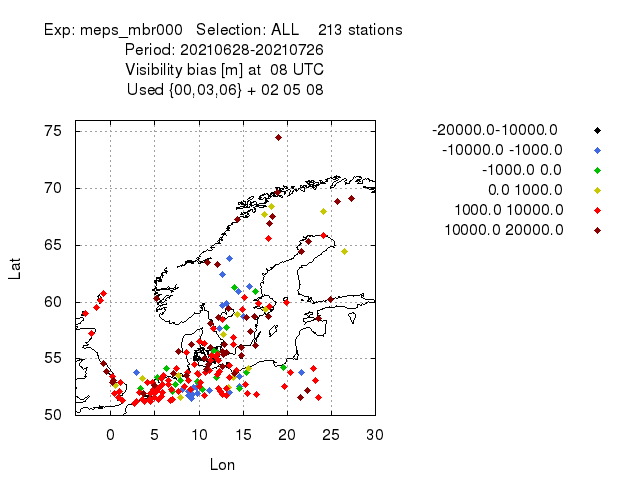 Exp: meps_mbr000 Selection: ALL 213 stations
Period: 20210628-20210726
Visibility bias [m] at 08 UTC
Used {00,03,06} + 02 05 08
-20000.0-10000.0
-10000.0 -1000.0
-1000.0 0.0
0.0 1000.0
1000.0 10000.0
10000.0 20000.0
75
70
65
60
55
50
Lat
0 5 10 15 20 25 30
Lon